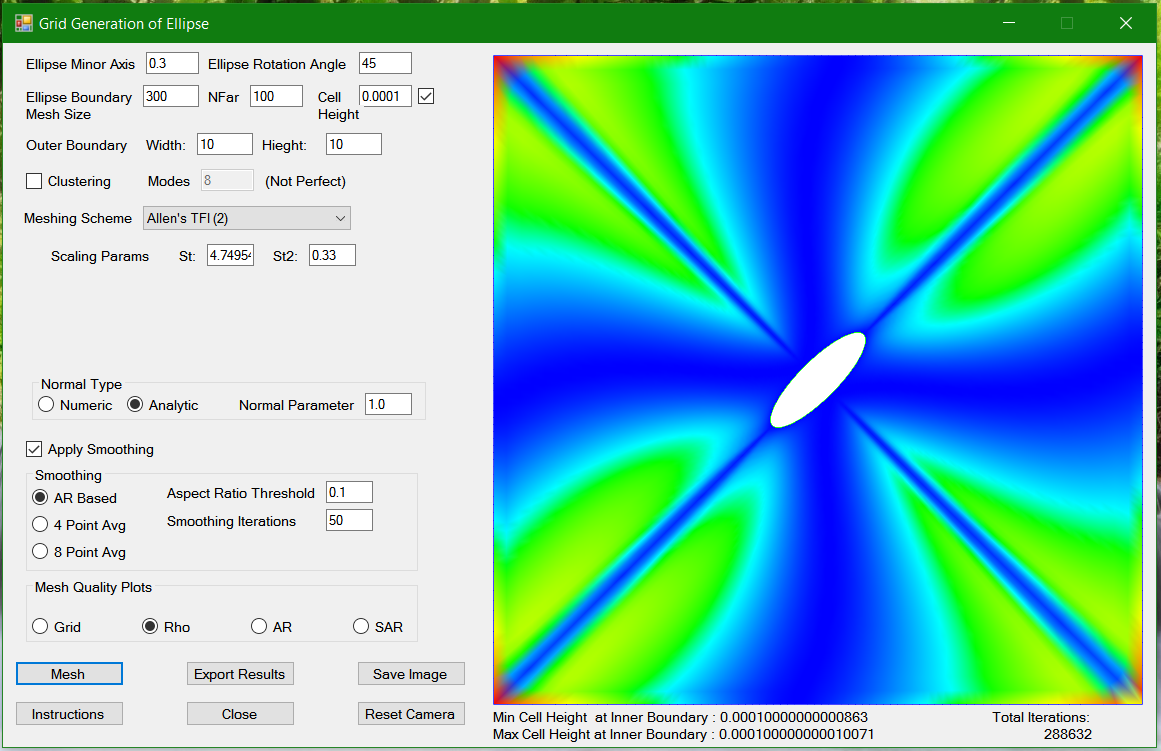 Grid Generation of Ellipse
Ellipse Minor Axis 0.3 Ellipse Rotation Angle 45
Ellipse Boundary Mesh Size 300 NFar 100 Cell Height 0.0001
Outer Boundary Width: 10 Hieght: 10
Clustering Modes 8 (Not Perfect)
Meshing Scheme Allen's TFI (2)
Scaling Params St: 4.74954 St2: 0.33
Normal Type
Numeric Analytic Normal Parameter 1.0
Apply Smoothing
Smoothing
AR Based Aspect Ratio Threshold 0.1
4 Point Avg Smoothing Iterations 50
8 Point Avg
Mesh Quality Plots
Grid Rho AR SAR
Mesh Export Results Save Image
Instructions Close Reset Camera
Min Cell Height at Inner Boundary : 0.00010000000000863
Max Cell Height at Inner Boundary : 0.000100000000010071
Total Iterations:
288632